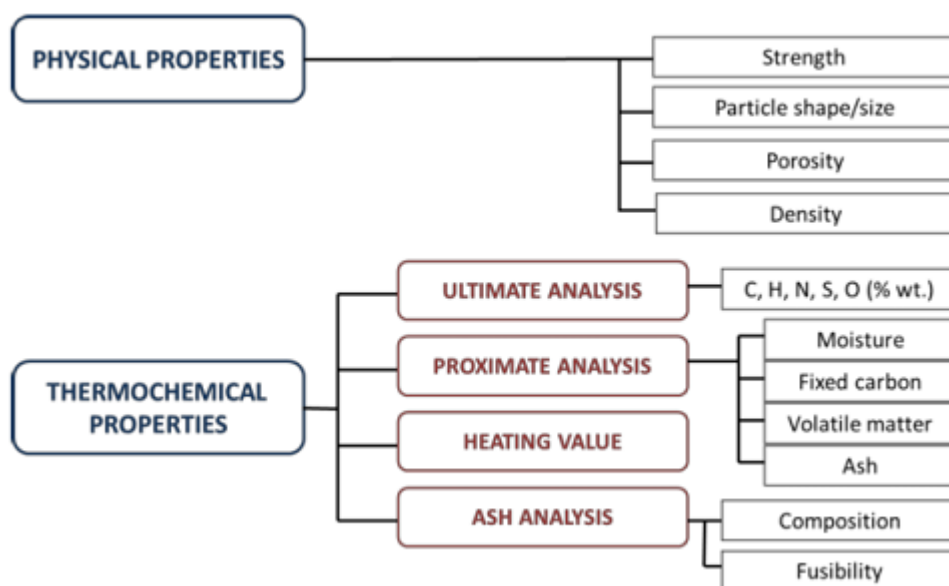 PHYSICAL PROPERTIES
Strength
Particle shape/size
Porosity
Density
THERMOCHEMICAL
PROPERTIES
ULTIMATE ANALYSIS
C, H, N, S, O (% wt.)
PROXIMATE ANALYSIS
Moisture
Fixed carbon
Volatile matter
Ash
HEATING VALUE
ASH ANALYSIS
Composition
Fusibility